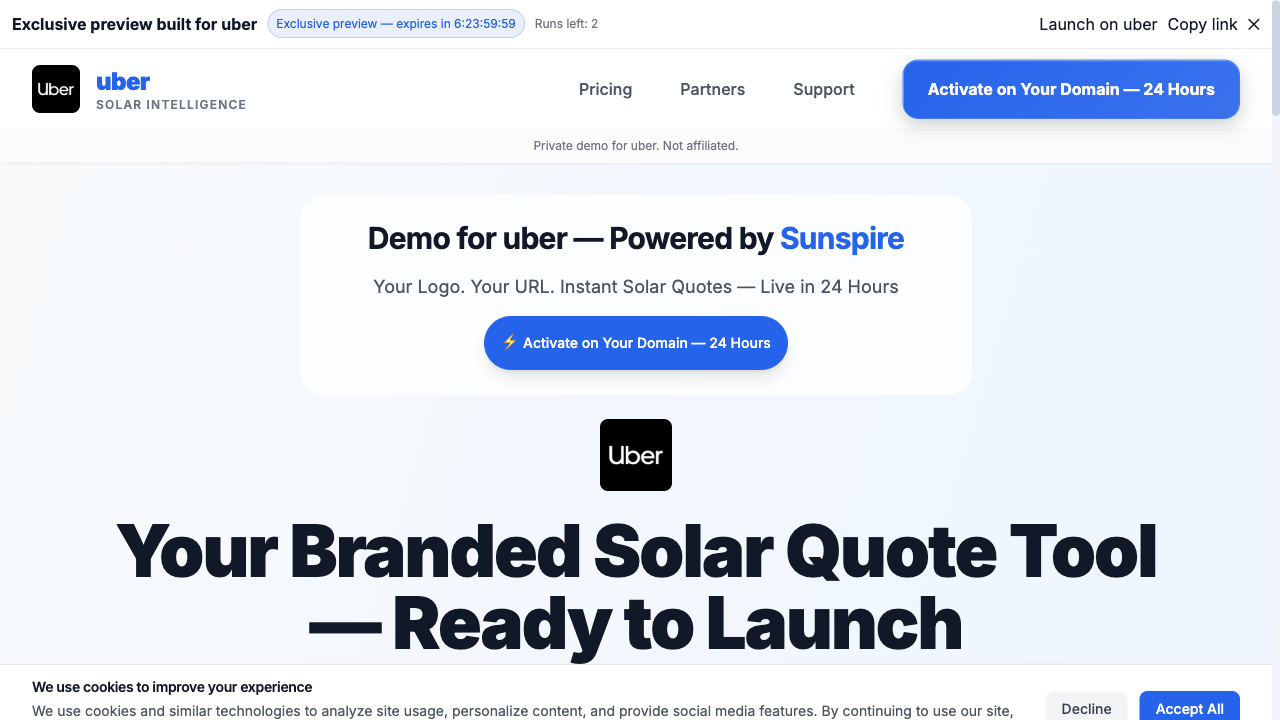 Exclusive preview built for uber
Exclusive preview — expires in 6:23:59:59
Runs left: 2
Launch on uber
Copy link
Uber
uber
SOLAR INTELLIGENCE
Pricing
Partners
Support
Activate on Your Domain — 24 Hours
Private demo for uber. Not affiliated.
Demo for uber — Powered by Sunspire
Your Logo. Your URL. Instant Solar Quotes — Live in 24 Hours
⚡ Activate on Your Domain — 24 Hours
Uber
Your Branded Solar Quote Tool
— Ready to Launch
We use cookies to improve your experience
We use cookies and similar technologies to analyze site usage, personalize content, and provide social media features. By continuing to use our site,
Decline
Accept All